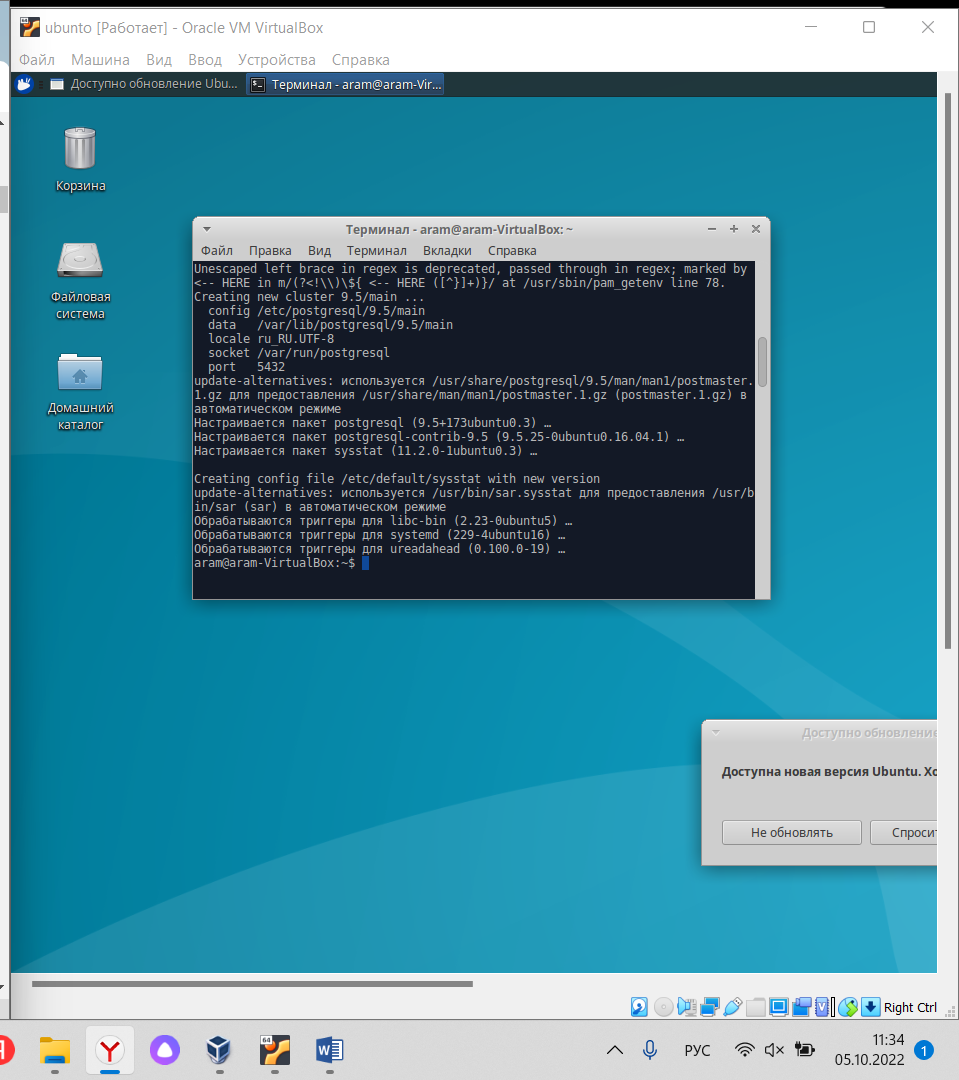 ubunto [Работает] - Oracle VM VirtualBox
Файл Машина Вид Ввод Устройства Справка
Доступно обновление Ubu... Терминал - aram@aram-Vir...
Корзина
Файловая
система
Домашний
каталог
Терминал - aram@aram-VirtualBox: ~
Файл Правка Вид Терминал Вкладки Справка
Unescaped left brace in regex is deprecated, passed through in regex; marked by
<-- HERE in m/(?<!\\)\${ <-- HERE ([^}]+)}/ at /usr/sbin/pam_getenv line 78.
Creating new cluster 9.5/main ...
config /etc/postgresql/9.5/main
data /var/lib/postgresql/9.5/main
locale ru_RU.UTF-8
socket /var/run/postgresql
port 5432
update-alternatives: используется /usr/share/postgresql/9.5/man/man1/postmaster.
1.gz для предоставления /usr/share/man/man1/postmaster.1.gz (postmaster.1.gz) в
автоматическом режиме
Настраивается пакет postgresql (9.5+173ubuntu0.3) …
Настраивается пакет postgresql-contrib-9.5 (9.5.25-0ubuntu0.16.04.1) …
Настраивается пакет sysstat (11.2.0-1ubuntu0.3) …
Creating config file /etc/default/sysstat with new version
update-alternatives: используется /usr/bin/sar.sysstat для предоставления /usr/b
in/sar (sar) в автоматическом режиме
Обрабатываются триггеры для libc-bin (2.23-0ubuntu5) …
Обрабатываются триггеры для systemd (229-4ubuntu16) …
Обрабатываются триггеры для ureadahead (0.100.0-19) …
aram@aram-VirtualBox:~$
Доступно обновление
Доступна новая версия Ubuntu. Хо
Не обновлять Спросит
Right Ctrl
64 W РУС 11:34
05.10.2022 1